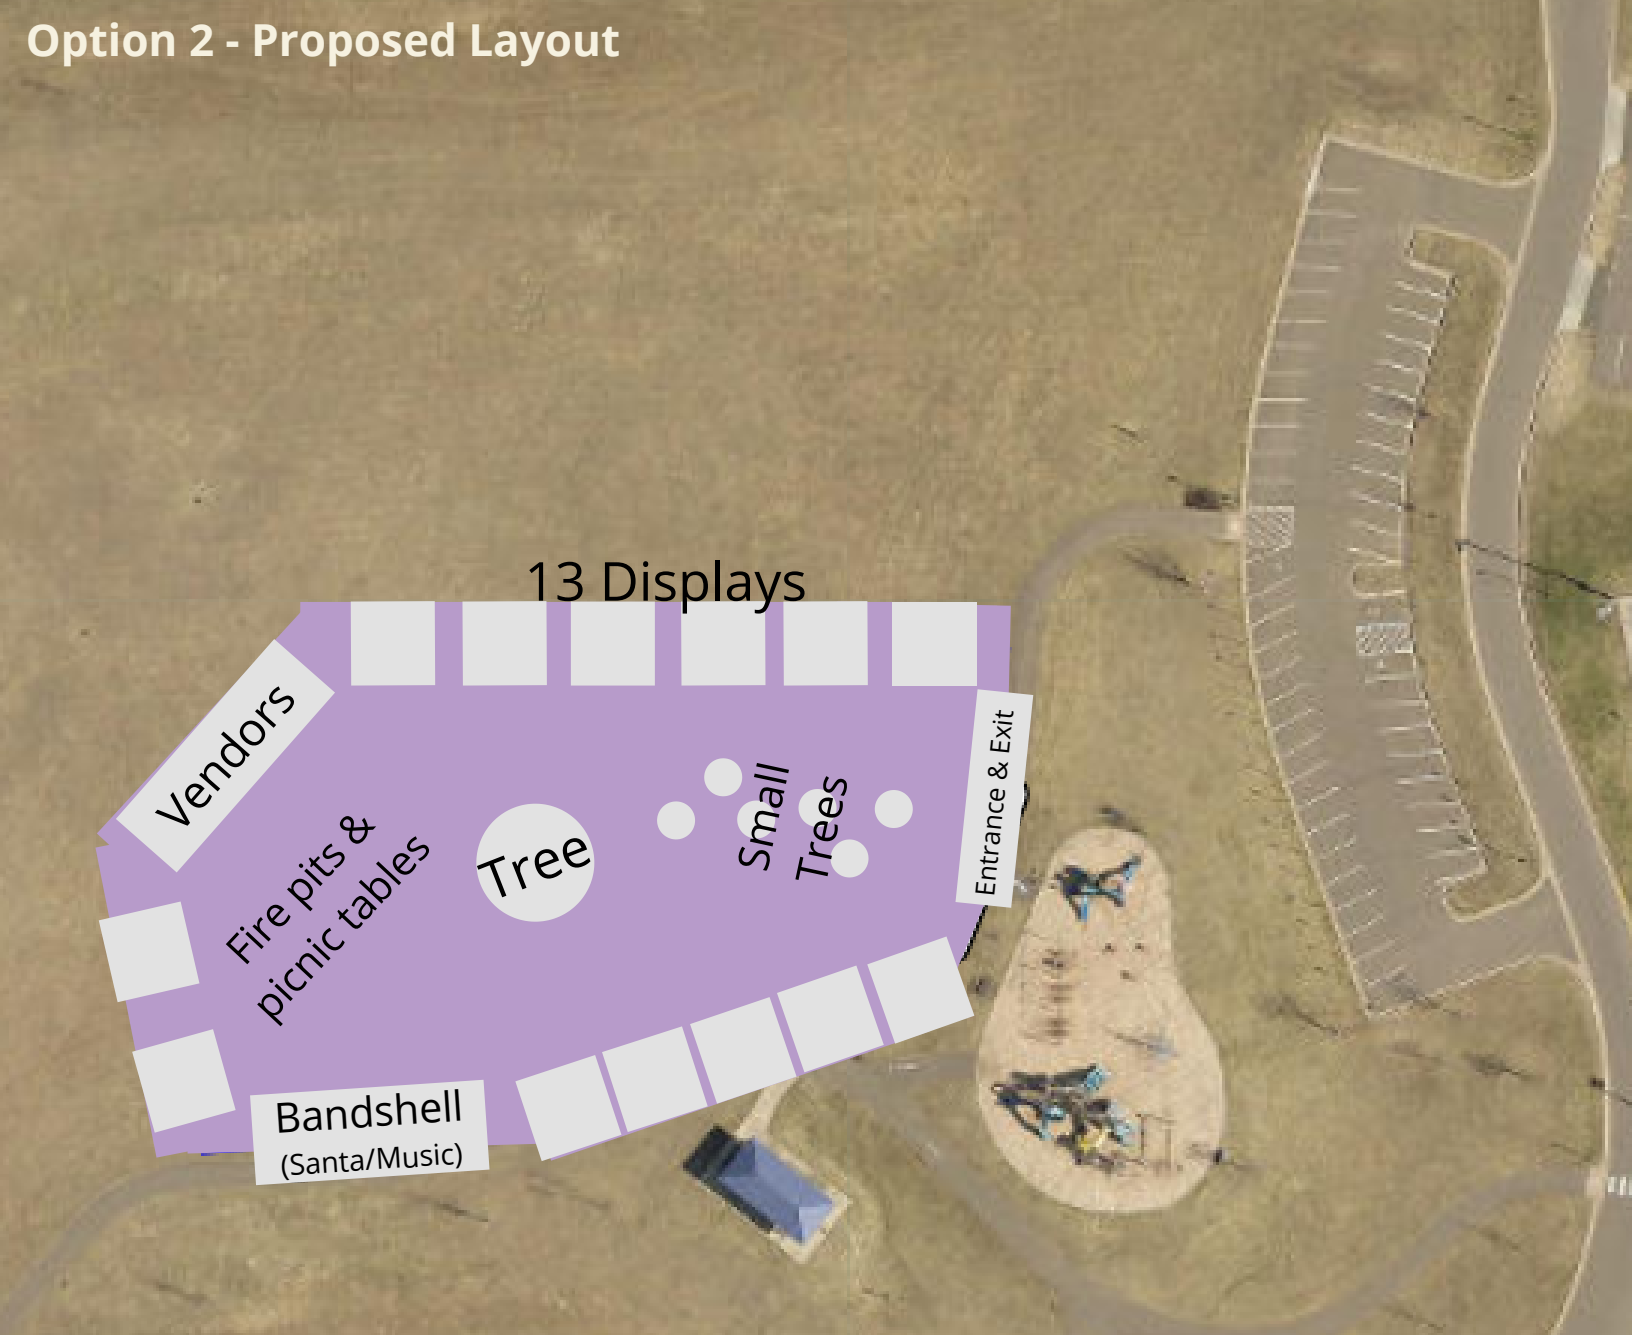 Option 2 - Proposed Layout
13 Displays
Vendors
Fire pits &
picnic tables
Tree
Small
Trees
Entrance & Exit
Bandshell
(Santa/Music)